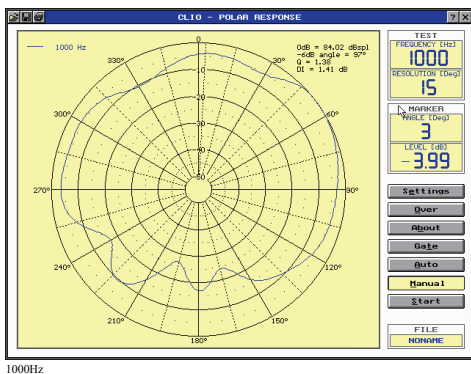 CLIO - POLAR RESPONSE
1000 Hz
0dB = 84.02 dBspl
-6dB angle = 97°
Q = 1.38
DI = 1.41 dB
0
330°
30°
300°
60°
270°
90°
240°
120°
210°
150°
180°
-10
-20
-30
-40
-50
TEST
FREQUENCY [Hz]
1000
RESOLUTION [Deg]
15
MARKER
ANGLE [Deg]
3
LEVEL [dB]
-3.99
Settings
Over
About
Gate
Auto
Manual
Start
FILE
NONAME
1000Hz